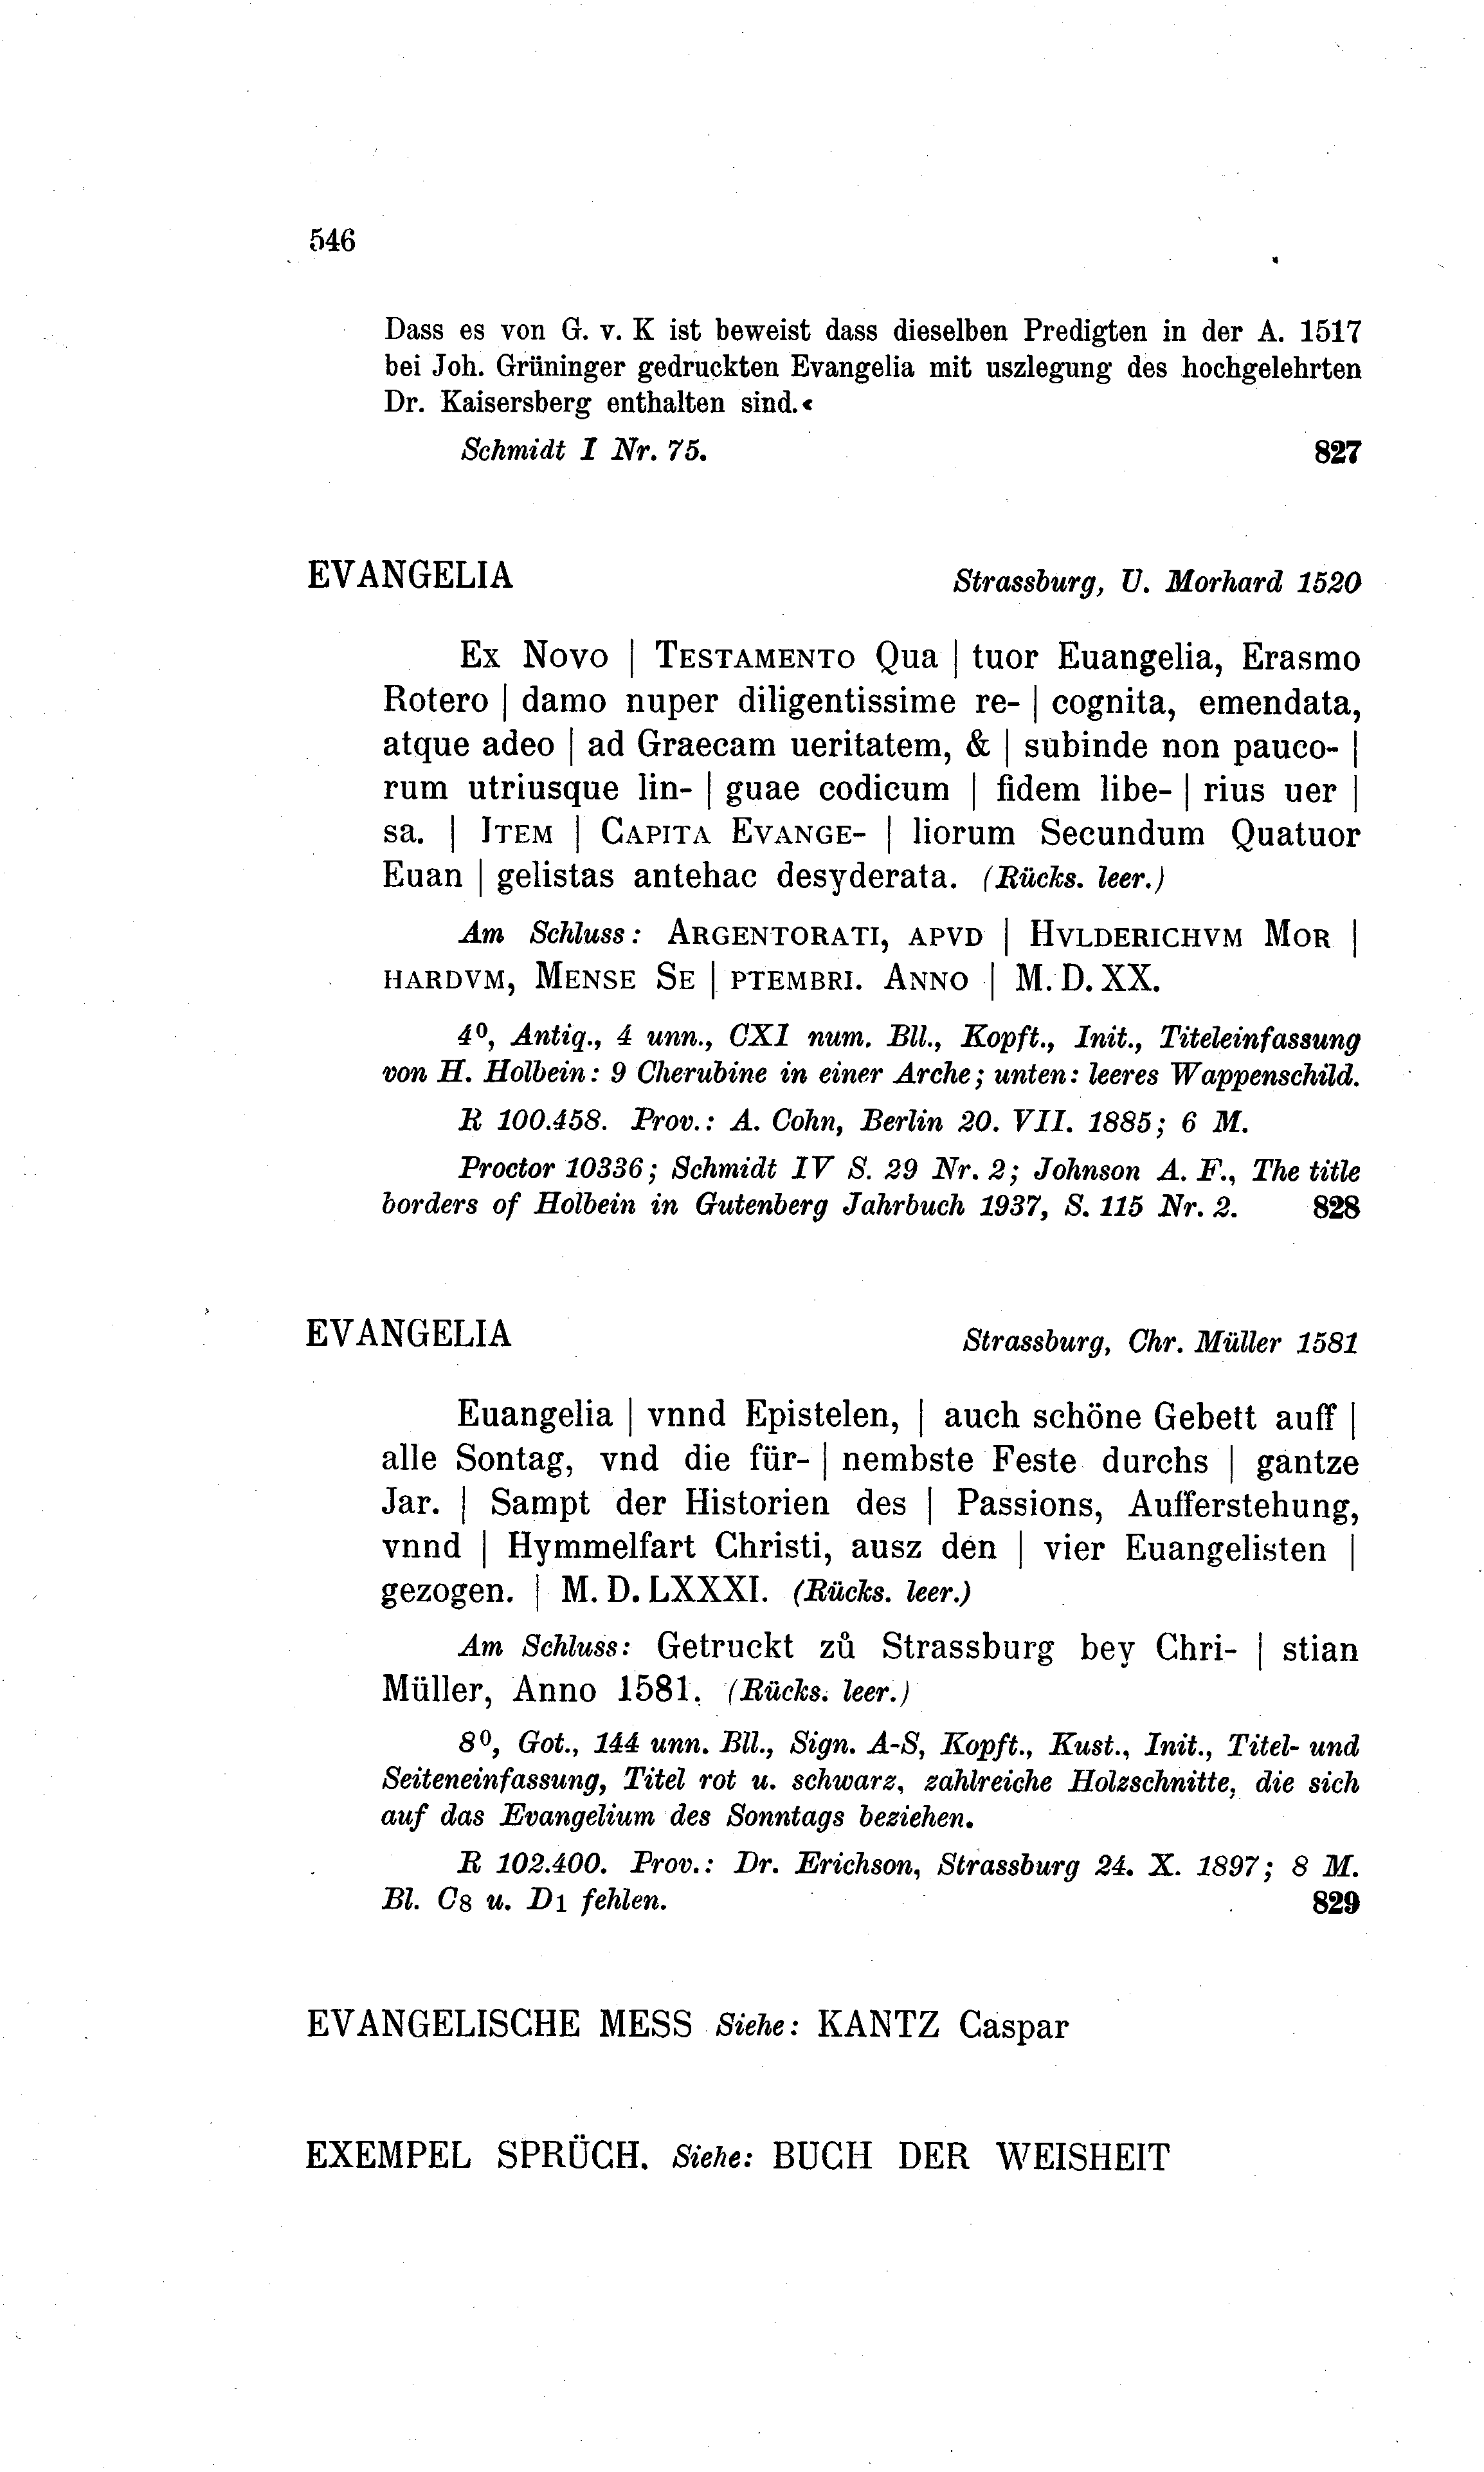 546
Dass es von G. v. K ist beweist dass dieselben Predigten in der A. 1517
bei Joh. Grüninger gedruckten Evangelia mit uszlegung des hochgelehrten
Dr. Kaisersberg enthalten sind.«
Schmidt I Nr. 75. 827
EVANGELIA Strassburg, U. Morhard 1520
Ex Novo | TESTAMENTO Qua | tuor Euangelia, Erasmo
Rotero | damo nuper diligentissime re- | cognita, emendata,
atque adeo | ad Graecam ueritatem, & | subinde non pauco- |
rum utriusque lin- | guae codicum | fidem libe- | rius uer |
sa. | ITEM | CAPITA EVANGE- | liorum Secundum Quatuor
Euan | gelistas antehac desyderata. (Rücks. leer.)
Am Schluss: ARGENTORATI, APVD | HVLDERICHVM MOR |
HARDVM, MENSE SE | PTEMBRI. ANNO | M. D. XX.
4⁰, Antiq., 4 unn., CXI num. Bll., Kopft., Init., Titeleinfassung
von H. Holbein: 9 Cherubine in einer Arche; unten: leeres Wappenschild.
R 100.458. Prov.: A. Cohn, Berlin 20. VII. 1885; 6 M.
Proctor 10336; Schmidt IV S. 29 Nr. 2; Johnson A. F., The title
borders of Holbein in Gutenberg Jahrbuch 1937, S. 115 Nr. 2. 828
EVANGELIA Strassburg, Chr. Müller 1581
Euangelia | vnnd Epistelen, | auch schöne Gebett auff |
alle Sontag, vnd die für- | nembste Feste durchs | gantze
Jar. | Sampt der Historien des | Passions, Aufferstehung,
vnnd | Hymmelfart Christi, ausz den | vier Euangelisten |
gezogen. | M. D. LXXXI. (Rücks. leer.)
Am Schluss: Getruckt zů Strassburg bey Chri- | stian
Müller, Anno 1581. (Rücks. leer.)
8⁰, Got., 144 unn. Bll., Sign. A-S, Kopft., Kust., Init., Titel- und
Seiteneinfassung, Titel rot u. schwarz, zahlreiche Holzschnitte, die sich
auf das Evangelium des Sonntags beziehen.
R 102.400. Prov.: Dr. Erichson, Strassburg 24. X. 1897; 8 M.
Bl. C8 u. D1 fehlen. 829
EVANGELISCHE MESS Siehe: KANTZ Caspar
EXEMPEL SPRÜCH. Siehe: BUCH DER WEISHEIT